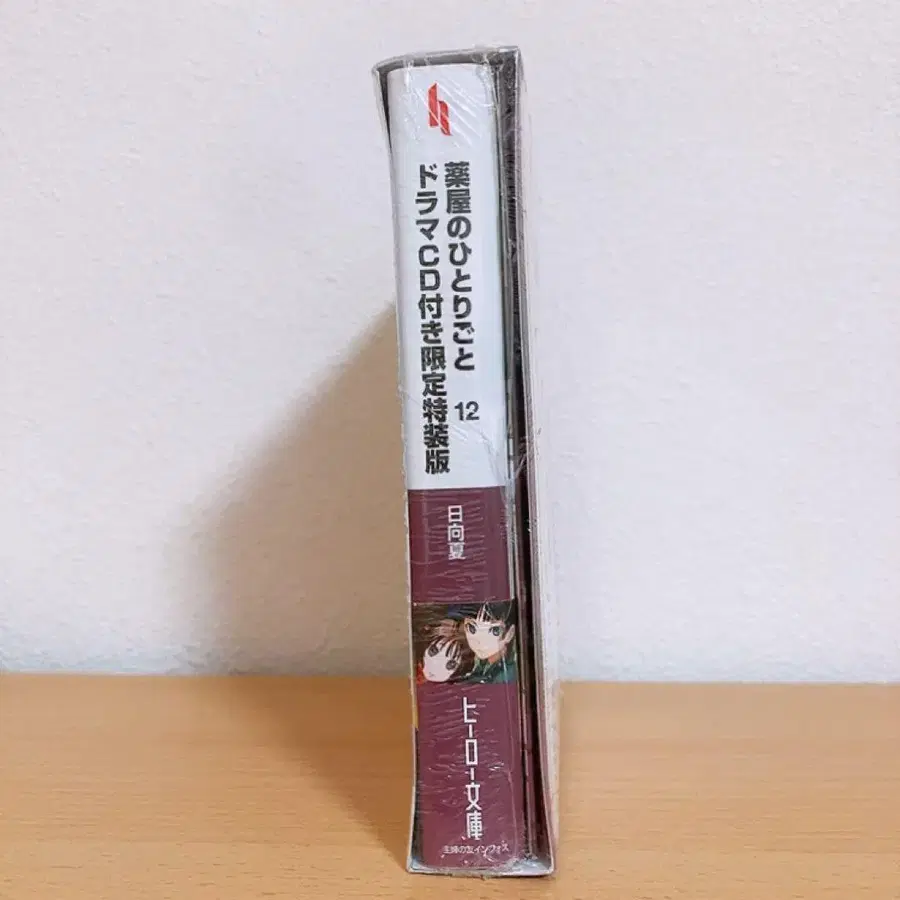 薬屋のひとりごと 12
ドラマCD付き限定特装版
日向夏
ヒーロー文庫
主婦の友インフォス